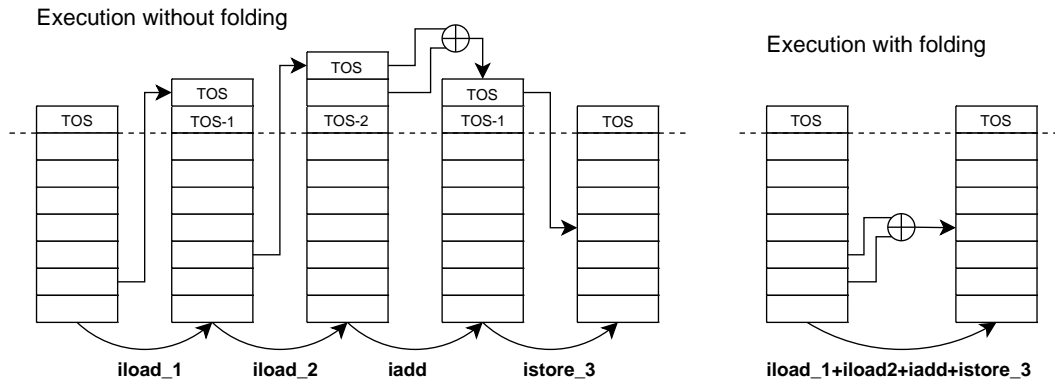 Execution without folding
Execution with folding
TOS
TOS
TOS-1
TOS
TOS-2
TOS
TOS-1
TOS
TOS
TOS
iload_1
iload_2
iadd
istore_3
iload_1+iload2+iadd+istore_3